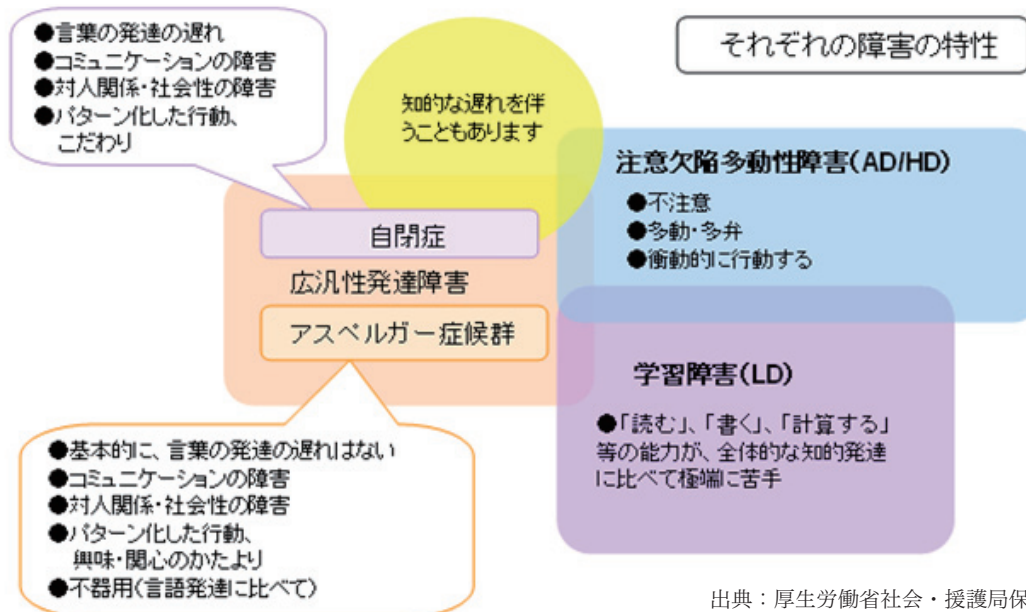 それぞれの障害の特性
●言葉の発達の遅れ
●コミュニケーションの障害
●対人関係・社会性の障害
●パターン化した行動、
こだわり
知的な遅れを伴
うこともあります
注意欠陥多動性障害(AD/HD)
●不注意
●多動・多弁
●衝動的に行動する
自閉症
広汎性発達障害
アスペルガー症候群
学習障害(LD)
●「読む」、「書く」、「計算する」
等の能力が、全体的な知的発達
に比べて極端に苦手
●基本的に、言葉の発達の遅れはない
●コミュニケーションの障害
●対人関係・社会性の障害
●パターン化した行動、
興味・関心のかたより
●不器用(言語発達に比べて)
出典：厚生労働省社会・援護局保